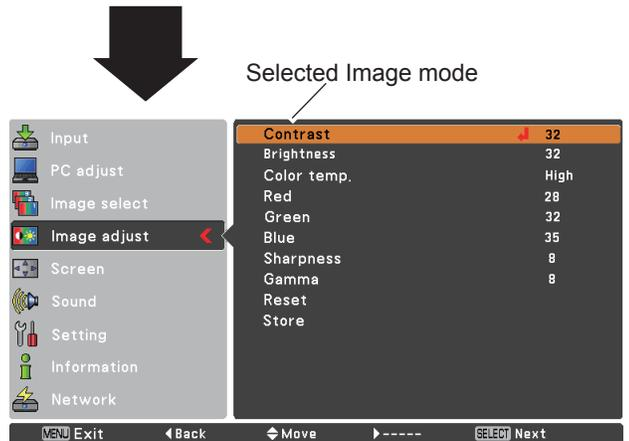 Selected Image mode
Input
PC adjust
Image select
Image adjust
Screen
Sound
Setting
Information
Network
Contrast 32
Brightness 32
Color temp. High
Red 28
Green 32
Blue 35
Sharpness 8
Gamma 8
Reset
Store
MENU Exit Back Move ----- SELECT Next